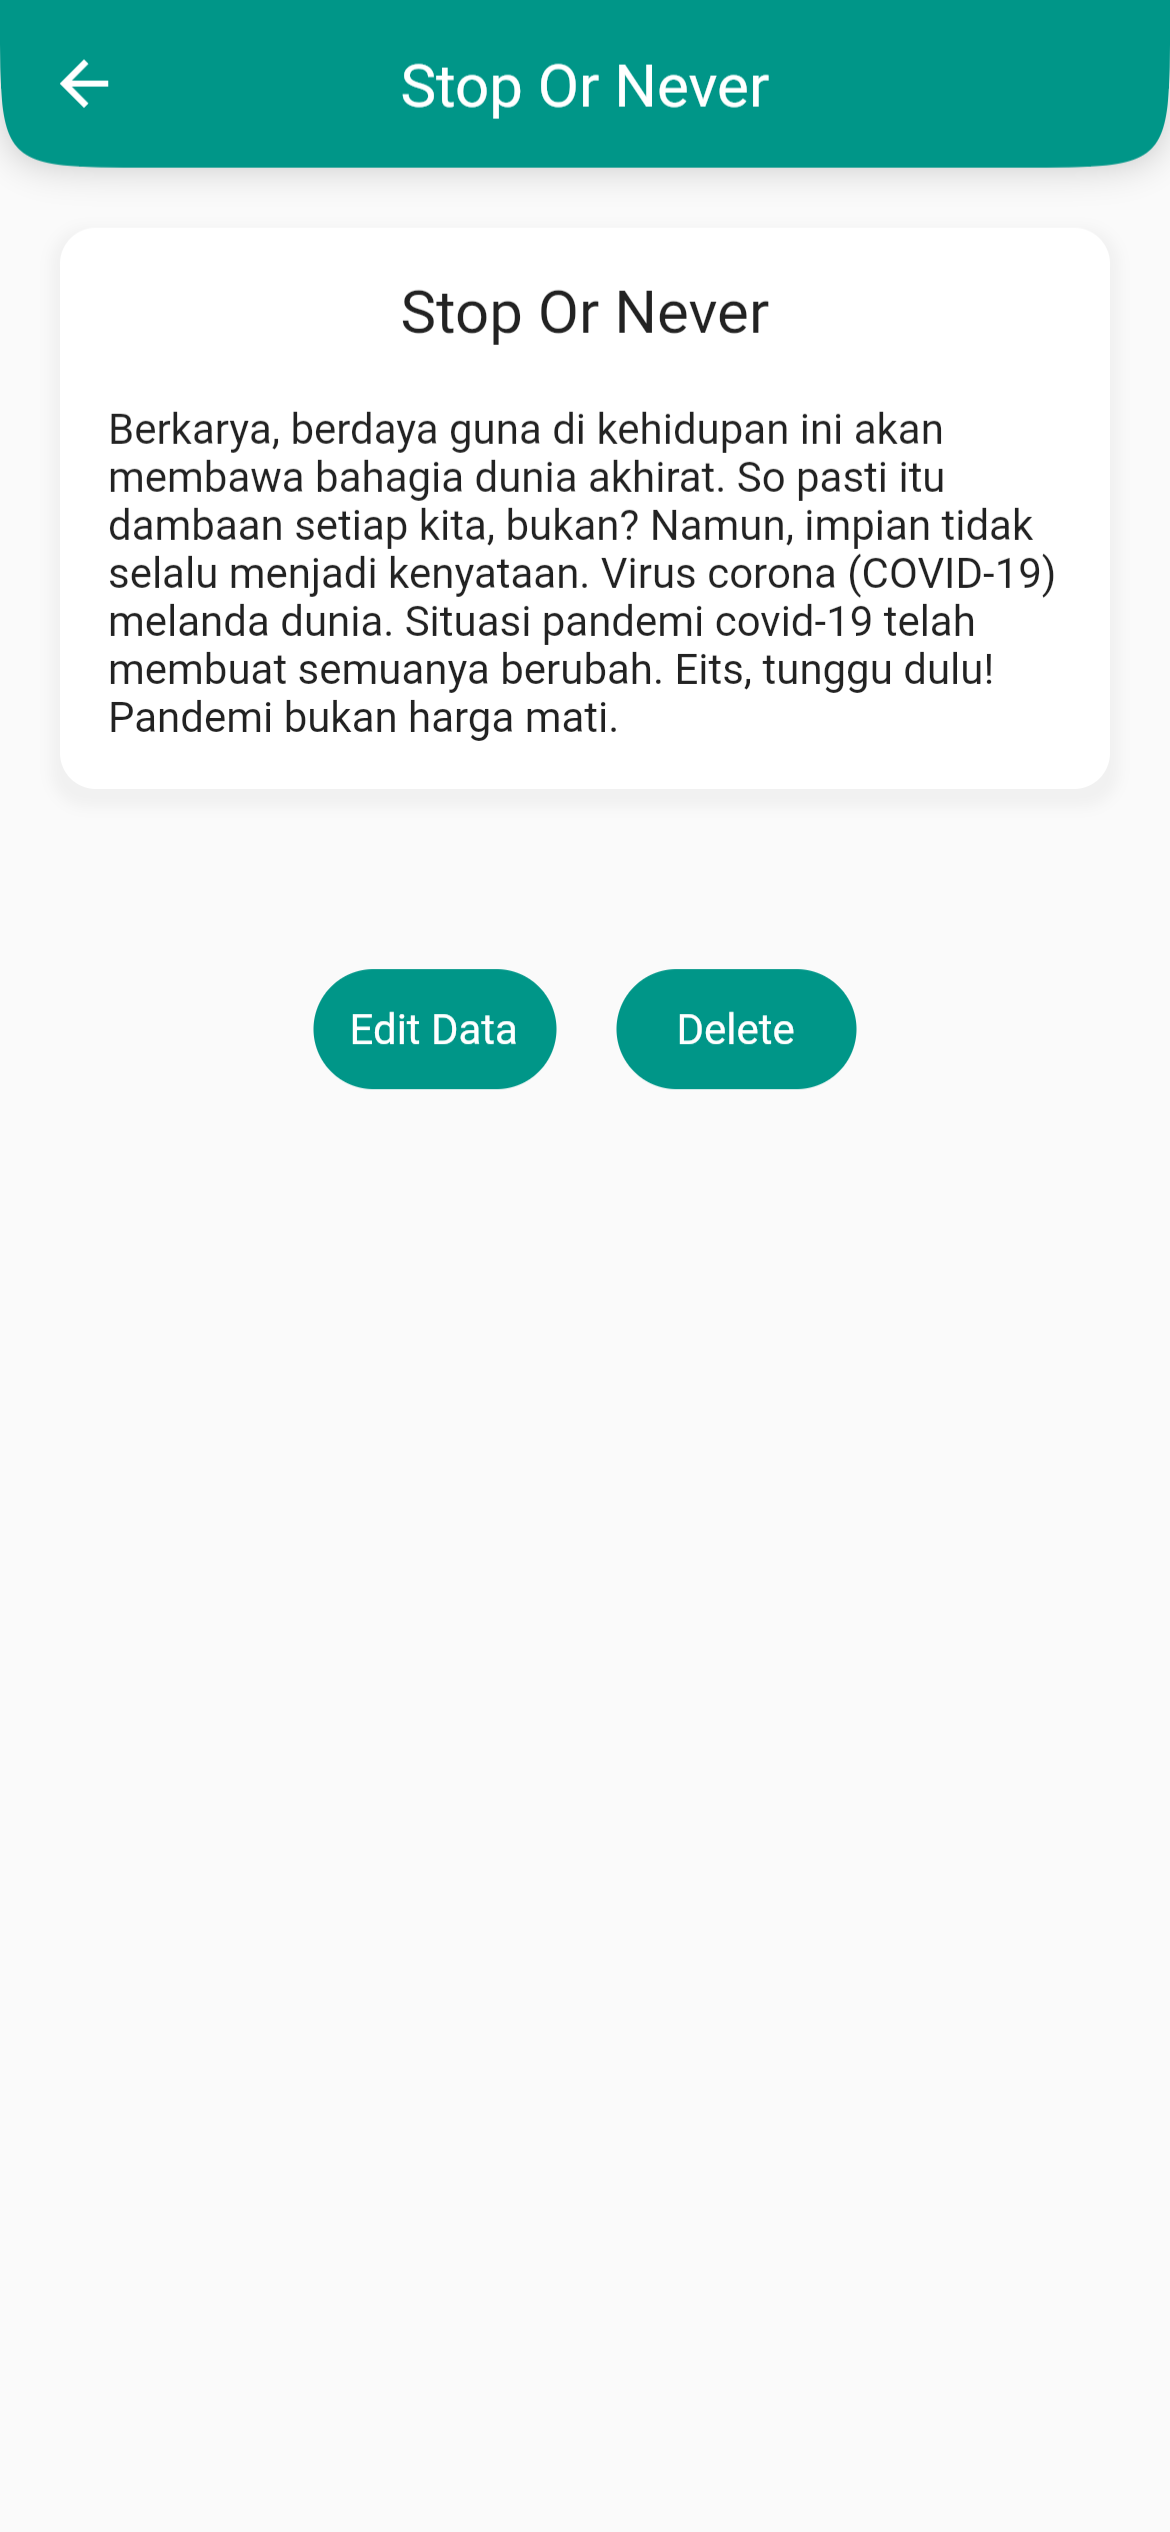 Stop Or Never
Stop Or Never
Berkarya, berdaya guna di kehidupan ini akan
membawa bahagia dunia akhirat. So pasti itu
dambaan setiap kita, bukan? Namun, impian tidak
selalu menjadi kenyataan. Virus corona (COVID-19)
melanda dunia. Situasi pandemi covid-19 telah
membuat semuanya berubah. Eits, tunggu dulu!
Pandemi bukan harga mati.
Edit Data
Delete